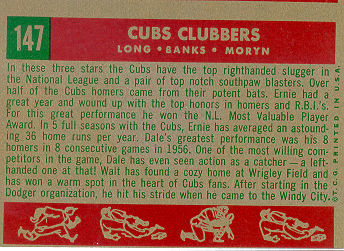 147
CUBS CLUBBERS
LONG • BANKS • MORYN
In these three stars the Cubs have the top righthanded slugger in
the National League and a pair of top notch southpaw blasters. Over
half of the Cubs homers came from their potent bats. Ernie had a
great year and wound up with the top honors in homers and R.B.I.'s.
For this great performance he won the N.L. Most Valuable Player
Award. In 5 full seasons with the Cubs, Ernie has averaged an astound-
ing 36 home runs per year. Dale's greatest performance was his 8
homers in 8 consecutive games in 1956. One of the most willing com-
petitors in the game, Dale has even seen action as a catcher — a left-
handed one at that! Walt has found a cozy home at Wrigley Field and
has won a warm spot in the heart of Cubs fans. After starting in the
Dodger organization, he hit his stride when he came to the Windy City.
© T.C.G. PRINTED IN U.S.A.